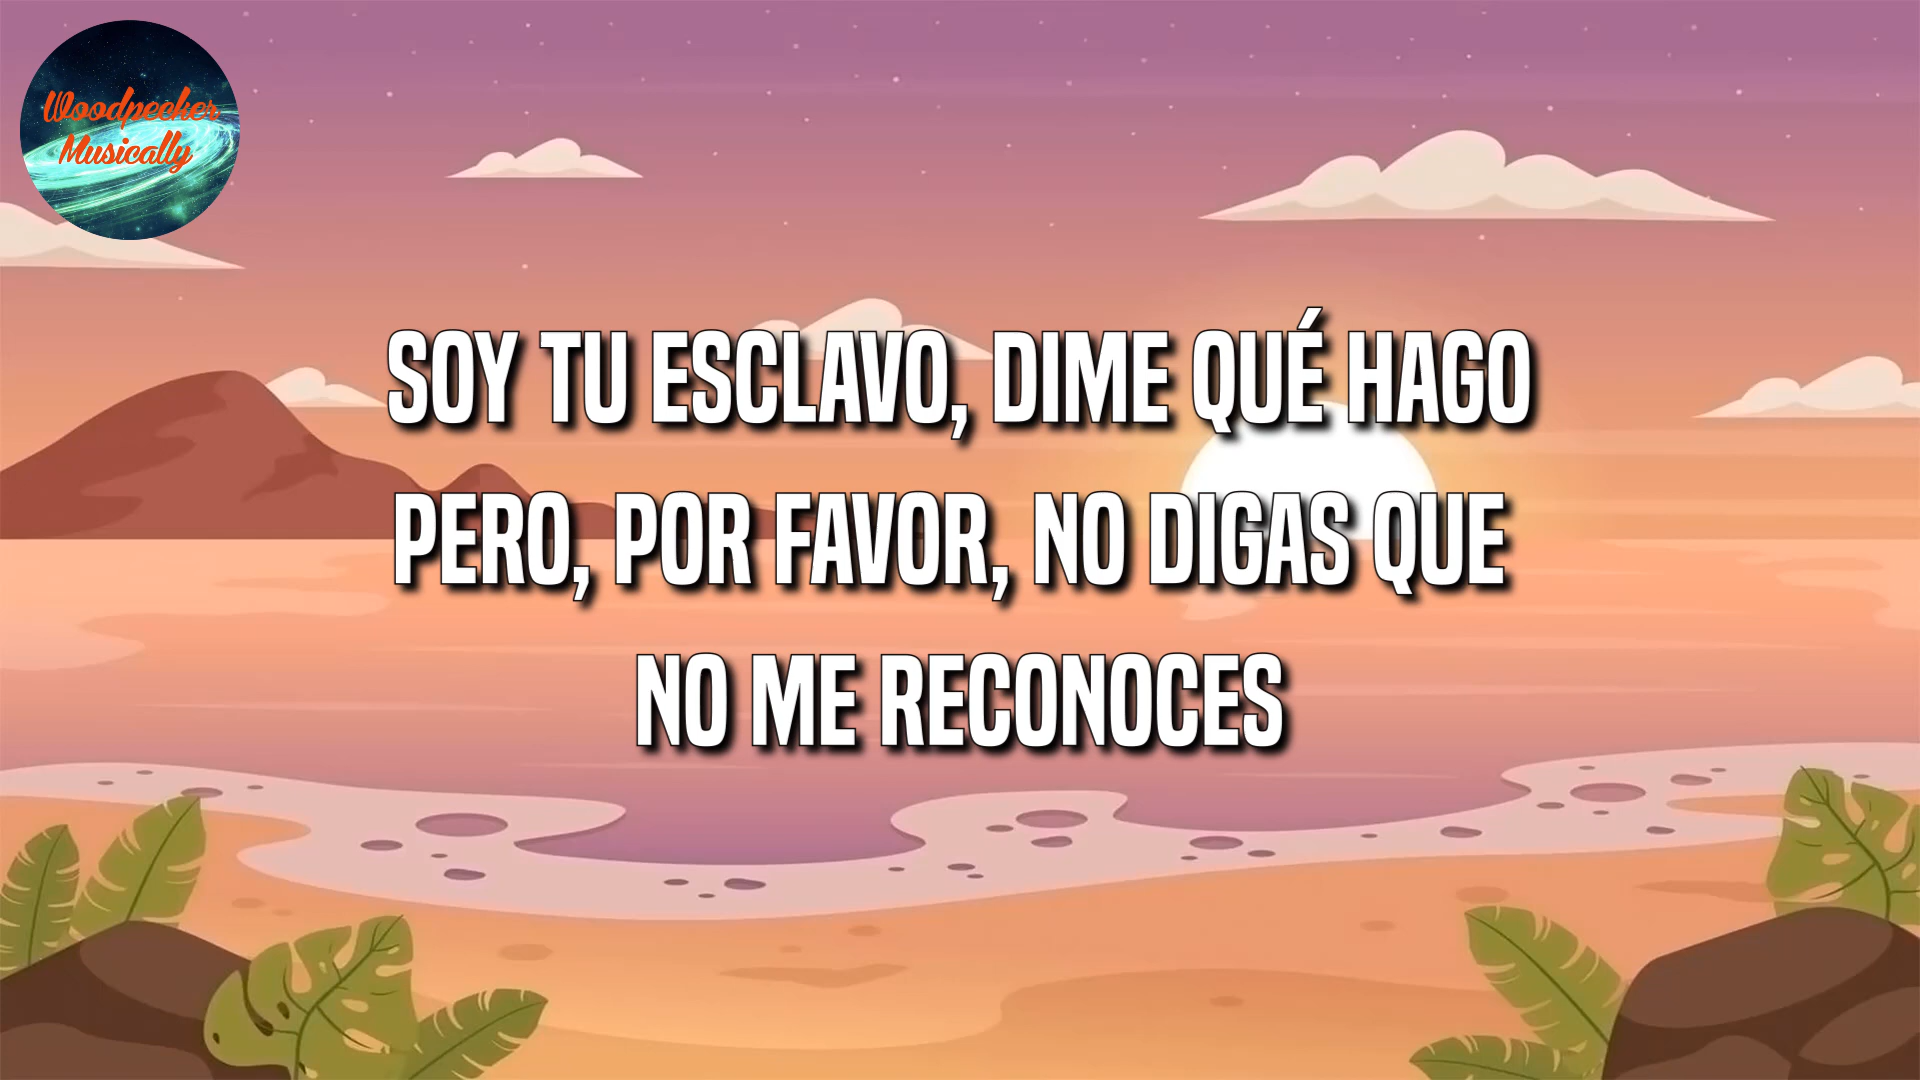 Woodpecker
Musically
SOY TU ESCLAVO, DIME QUÉ HAGO
PERO, POR FAVOR, NO DIGAS QUE
NO ME RECONOCES